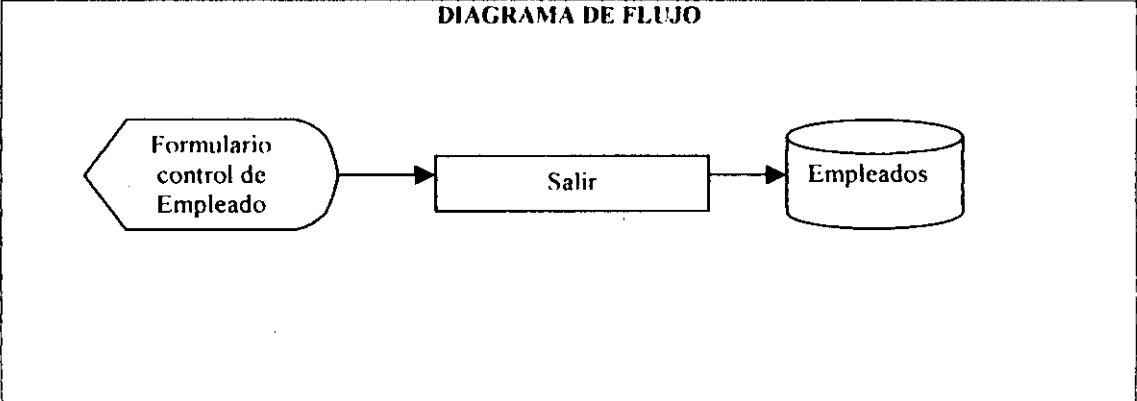 DIAGRAMA DE FLUJO
Formulario
control de
Empleado
Salir
Empleados